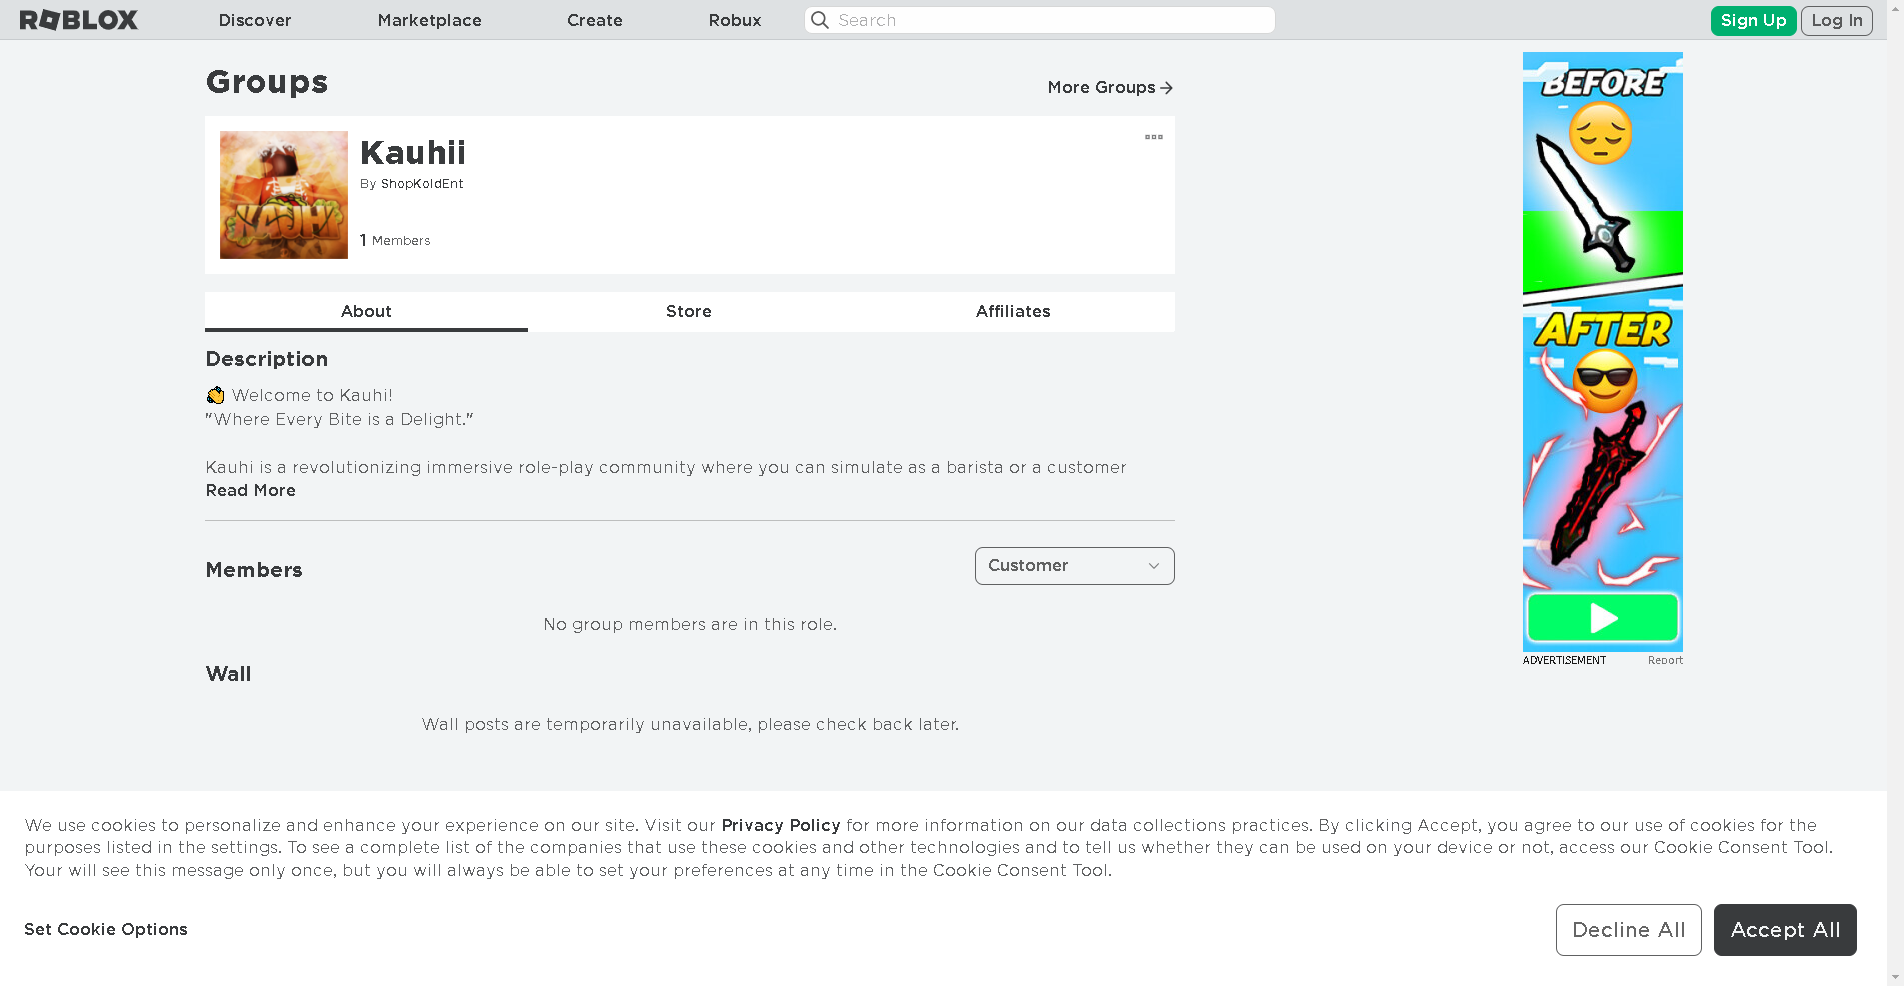 ROBLOX Discover Marketplace Create Robux Search Sign Up Log In
Groups
More Groups
KAUHI
Kauhii
By ShopKoldEnt
1 Members
About Store Affiliates
Description
👋 Welcome to Kauhi!
"Where Every Bite is a Delight."
Kauhi is a revolutionizing immersive role-play community where you can simulate as a barista or a customer
Read More
Members
Customer
No group members are in this role.
Wall
Wall posts are temporarily unavailable, please check back later.
BEFORE
AFTER
ADVERTISEMENT Report
We use cookies to personalize and enhance your experience on our site. Visit our Privacy Policy for more information on our data collections practices. By clicking Accept, you agree to our use of cookies for the
purposes listed in the settings. To see a complete list of the companies that use these cookies and other technologies and to tell us whether they can be used on your device or not, access our Cookie Consent Tool.
Your will see this message only once, but you will always be able to set your preferences at any time in the Cookie Consent Tool.
Set Cookie Options
Decline All
Accept All